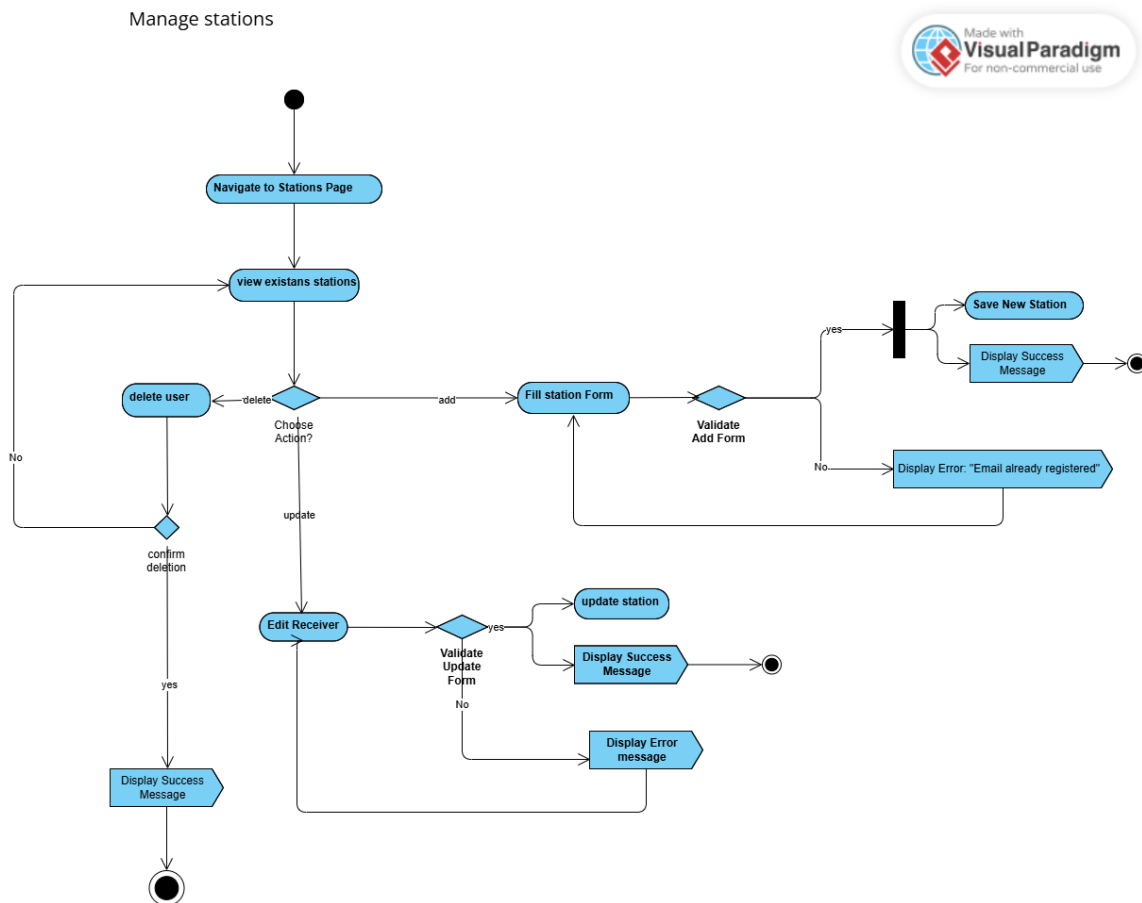 Manage stations
Made with
Visual Paradigm
For non-commercial use
Navigate to Stations Page
view existans stations
No
delete user
delete
Choose
Action?
add
Fill station Form
Validate
Add Form
yes
Save New Station
Display Success
Message
No
Display Error: "Email already registered"
confirm
deletion
update
Edit Receiver
Validate
Update
Form
yes
update station
Display Success
Message
No
Display Error
message
yes
Display Success
Message